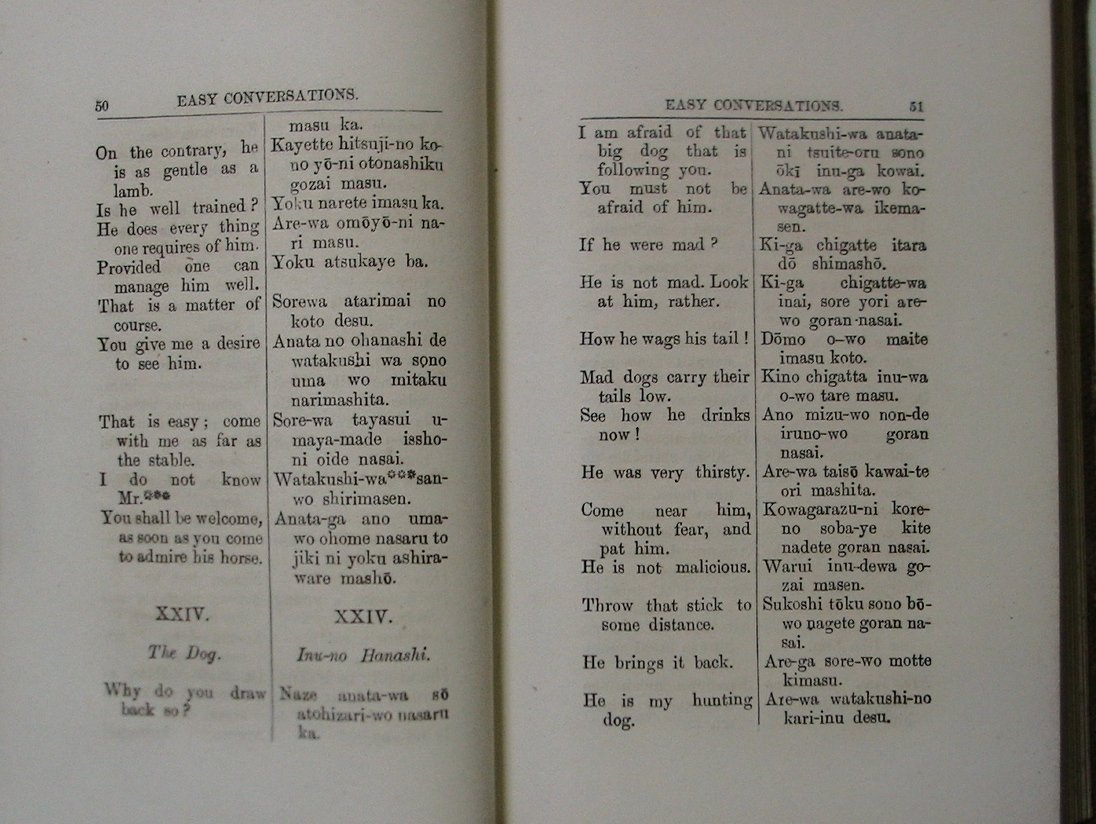 50
EASY CONVERSATIONS.
On the contrary, he
is as gentle as a
lamb.
Is he well trained?
He does every thing
one requires of him.
Provided one can
manage him well.
That is a matter of
course.
You give me a desire
to see him.
That is easy; come
with me as far as
the stable.
I do not know
Mr.***
You shall be welcome,
as soon as you come
to admire his horse.
XXIV.
The Dog.
Why do you draw
back so?
masu ka.
Kayette hitsuji-no ko-
no yō-ni otonashiku
gozai masu.
Yoku narete imasu ka.
Are-wa omōyō-ni na-
ri masu.
Yoku atsukaye ba.
Sorewa atarimai no
koto desu.
Anata no ohanashi de
watakushi wa sono
uma wo mitaku
narimashita.
Sore-wa tayasui u-
maya-made issho-
ni oide nasai.
Watakushi-wa***san-
wo shirimasen.
Anata-ga ano uma-
wo ohome nasaru to
jiki ni yoku ashira-
ware mashō.
XXIV.
Inu-no Hanashi.
Naze anata-wa sō
atohizari-wo nasaru
ka.
EASY CONVERSATIONS.
51
I am afraid of that
big dog that is
following you.
You must not be
afraid of him.
If he were mad?
He is not mad. Look
at him, rather.
How he wags his tail!
Mad dogs carry their
tails low.
See how he drinks
now!
He was very thirsty.
Come near him,
without fear, and
pat him.
He is not malicious.
Throw that stick to
some distance.
He brings it back.
He is my hunting
dog.
Watakushi-wa anata-
ni tsuite-oru sono
ōkī inu-ga kowai.
Anata-wa are-wo ko-
wagatte-wa ikema-
sen.
Ki-ga chigatte itara
dō shimashō.
Ki-ga chigatte-wa
inai, sore yori are-
wo goran-nasai.
Dōmo o-wo maite
imasu koto.
Kino chigatta inu-wa
o-wo tare masu.
Ano mizu-wo non-de
iruno-wo goran
nasai.
Are-wa taisō kawai-te
ori mashita.
Kowagarazu-ni kore-
no soba-ye kite
nadete goran nasai.
Warui inu-dewa go-
zai masen.
Sukoshi tōku sono bō-
wo nagete goran na-
sai.
Are-ga sore-wo motte
kimasu.
Are-wa watakushi-no
kari-inu desu.